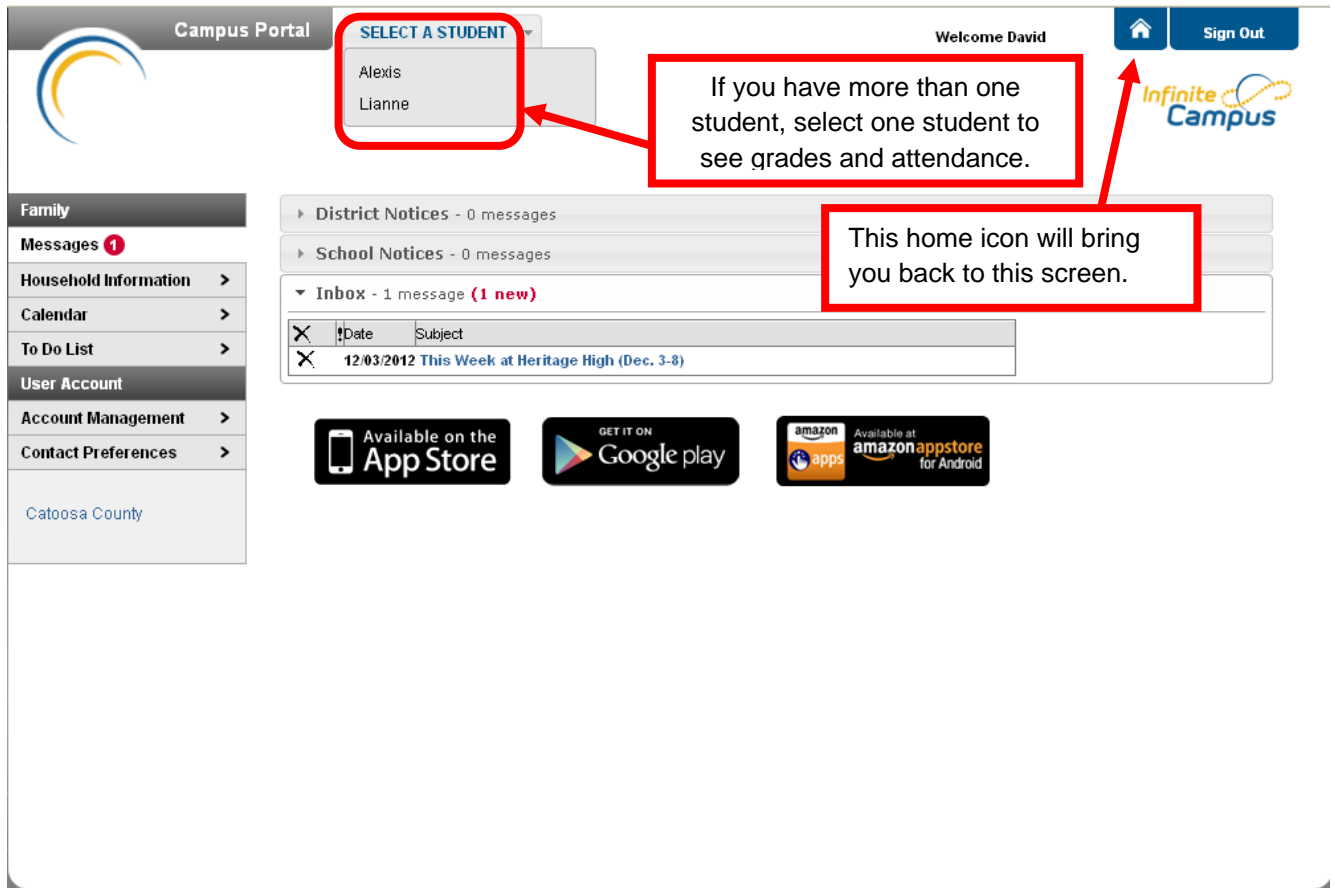 Campus Portal
SELECT A STUDENT
Welcome David
Sign Out
Alexis
Lianne
If you have more than one
student, select one student to
see grades and attendance.
Infinite
Campus
Family
Messages 1
Household Information >
Calendar >
To Do List >
User Account
Account Management >
Contact Preferences >
Catoosa County
District Notices - 0 messages
School Notices - 0 messages
This home icon will bring
you back to this screen.
Inbox - 1 message (1 new)
X ! Date Subject
X 12/03/2012 This Week at Heritage High (Dec. 3-8)
Available on the
App Store
GET IT ON
Google play
amazon
apps
Available at
amazon appstore
for Android